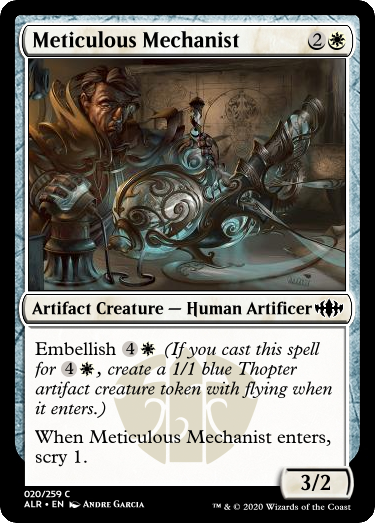 Meticulous Mechanist 2
Artifact Creature — Human Artificer
Embellish 4 (If you cast this spell
for 4, create a 1/1 blue Thopter
artifact creature token with flying when
it enters.)
When Meticulous Mechanist enters,
scry 1.
3/2
020/259 C
ALR • EN Andre Garcia
™ & © 2020 Wizards of the Coast